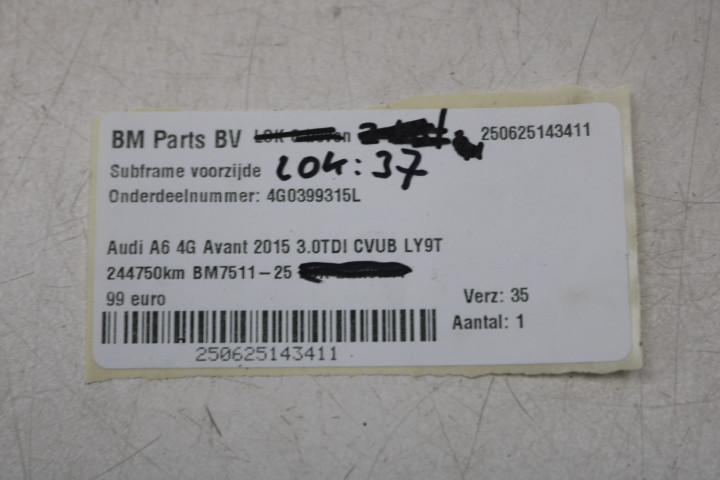 BM Parts BV LOK 250625143411
Subframe voorzijde LOK: 37
Onderdeelnummer: 4G0399315L
Audi A6 4G Avant 2015 3.0TDI CVUB LY9T
244750km BM7511-25
99 euro Verz: 35
Aantal: 1
250625143411